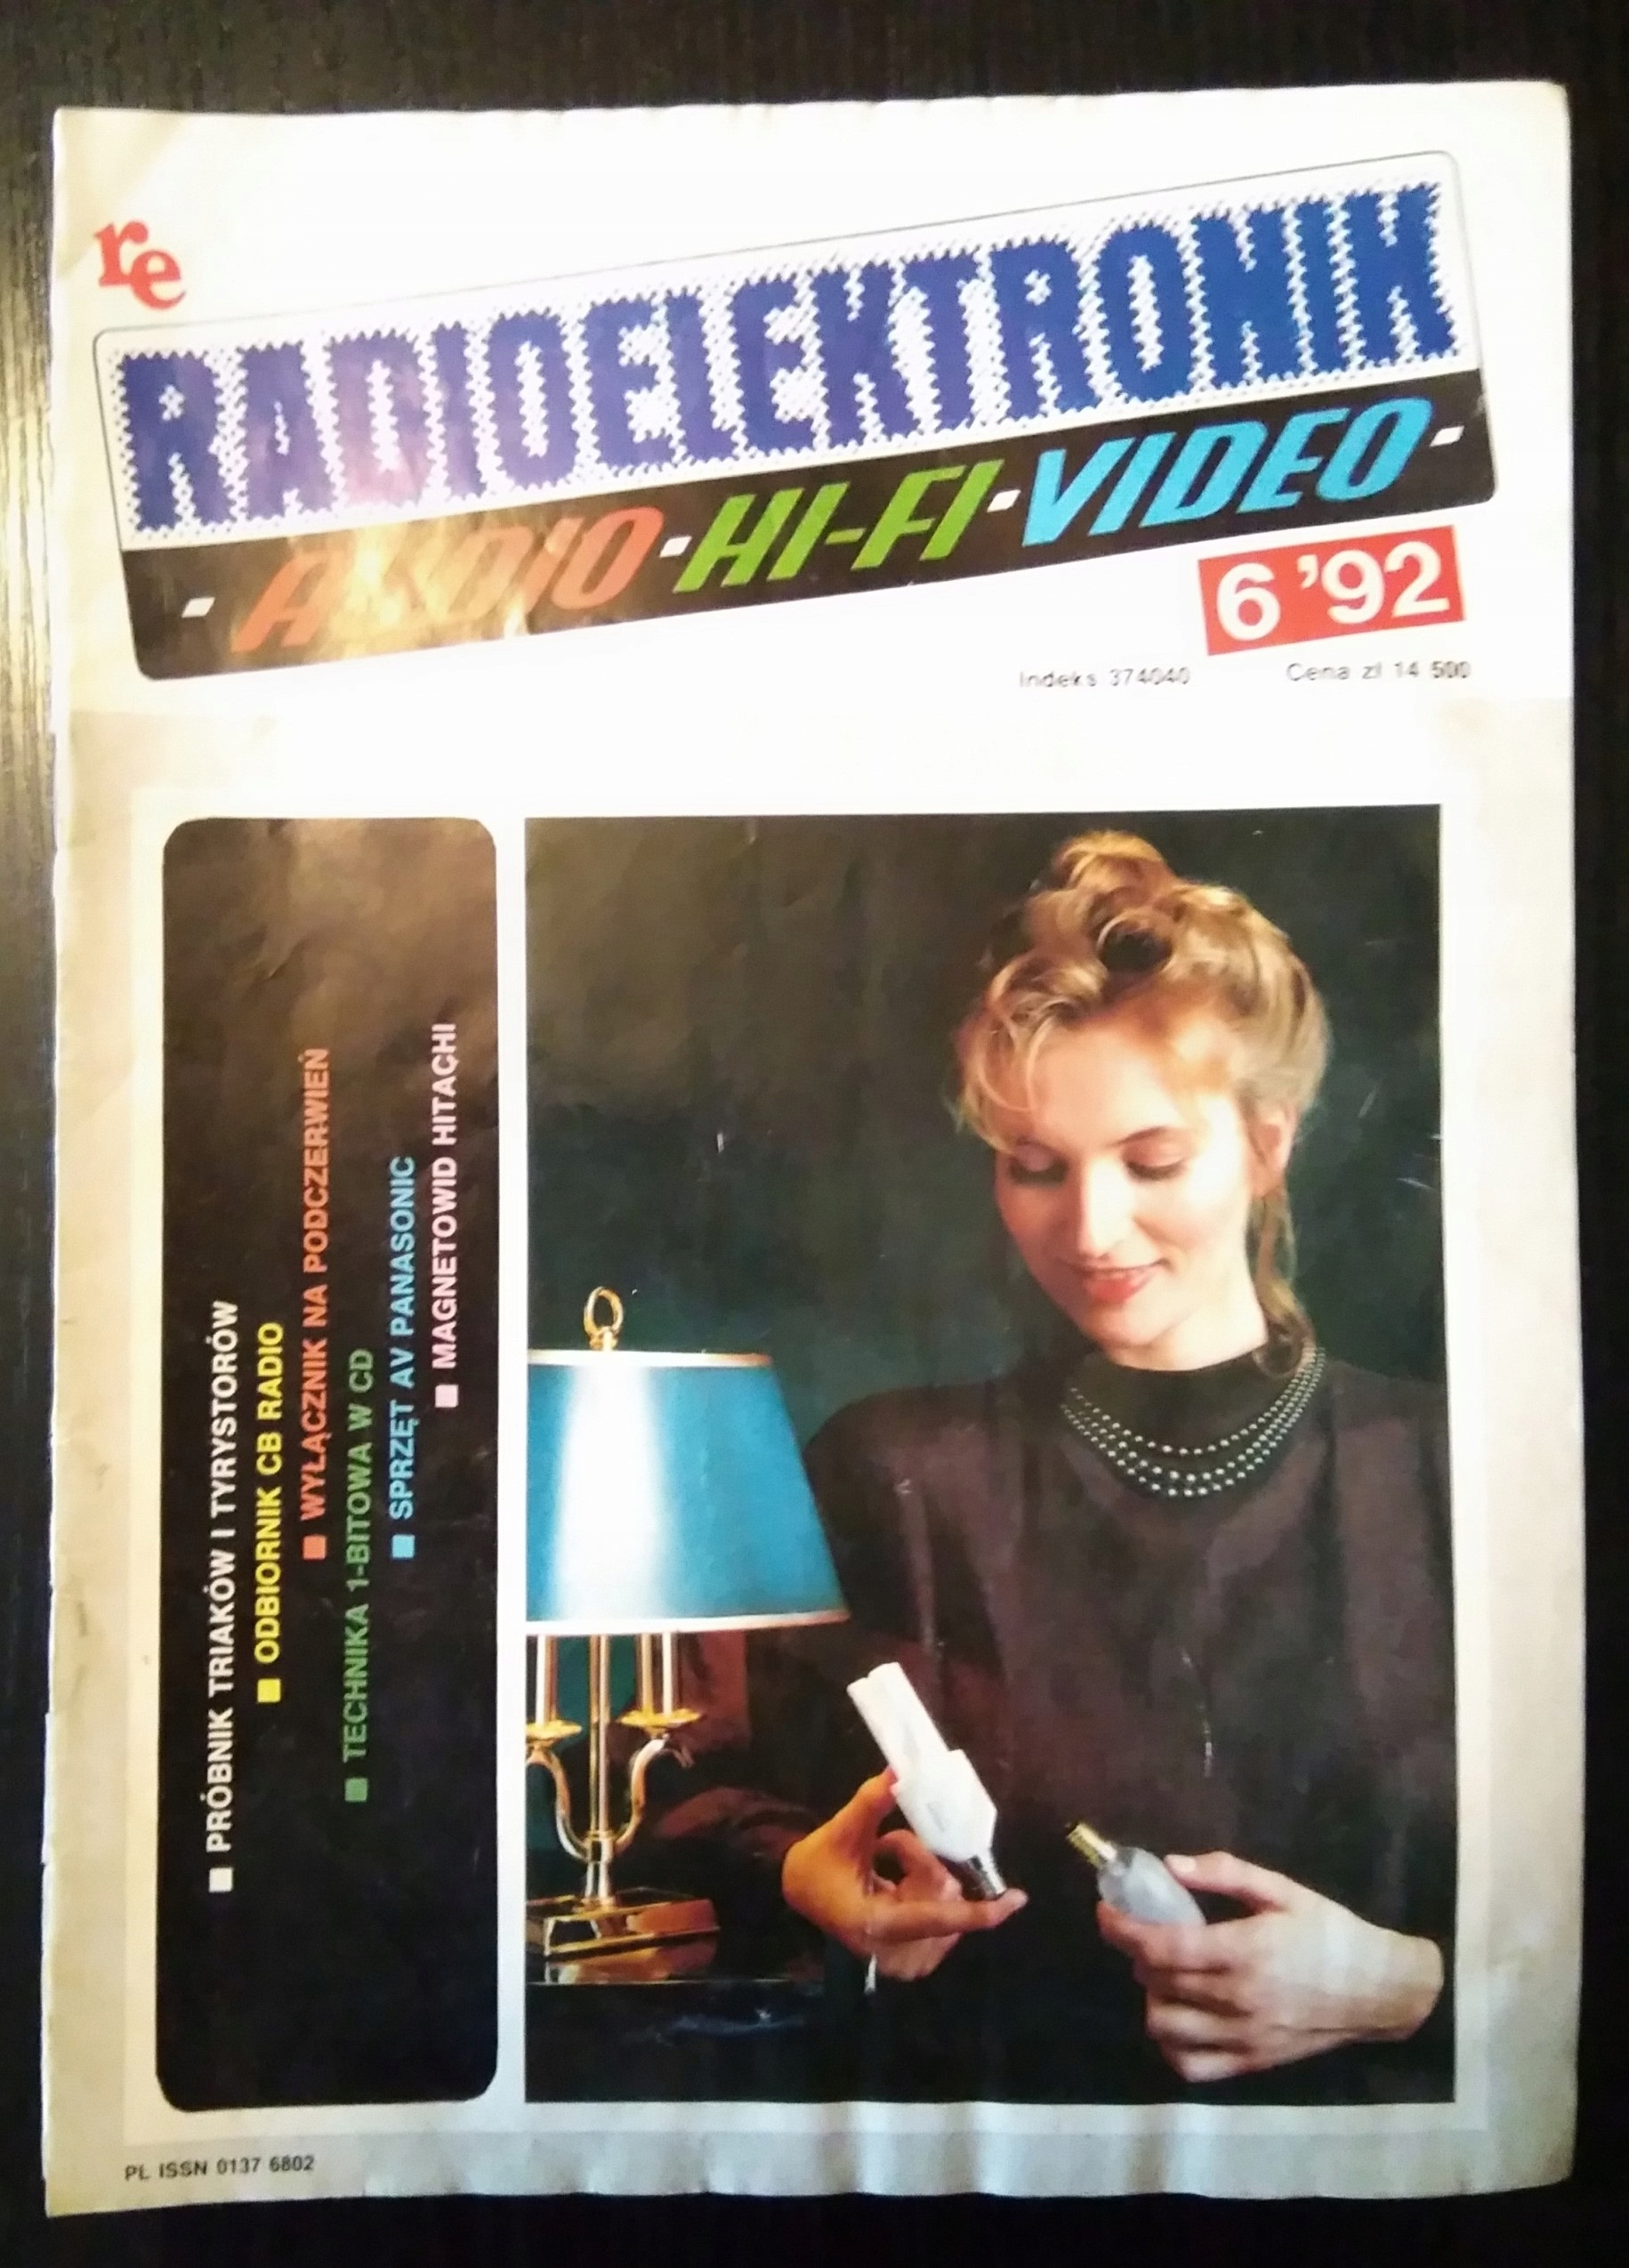 re
RADIOELEKTRONIK
- AUDIO - HI-FI - VIDEO -
6 '92
Indeks 374040 Cena zł 14 500
■ PRÓBNIK TRIAKÓW I TYRYSTORÓW
■ ODBIORNIK CB RADIO
■ WYŁĄCZNIK NA PODCZERWIEŃ
■ TECHNIKA 1-BITOWA W CD
■ SPRZĘT AV PANASONIC
■ MAGNETOWID HITACHI
PL ISSN 0137 6802